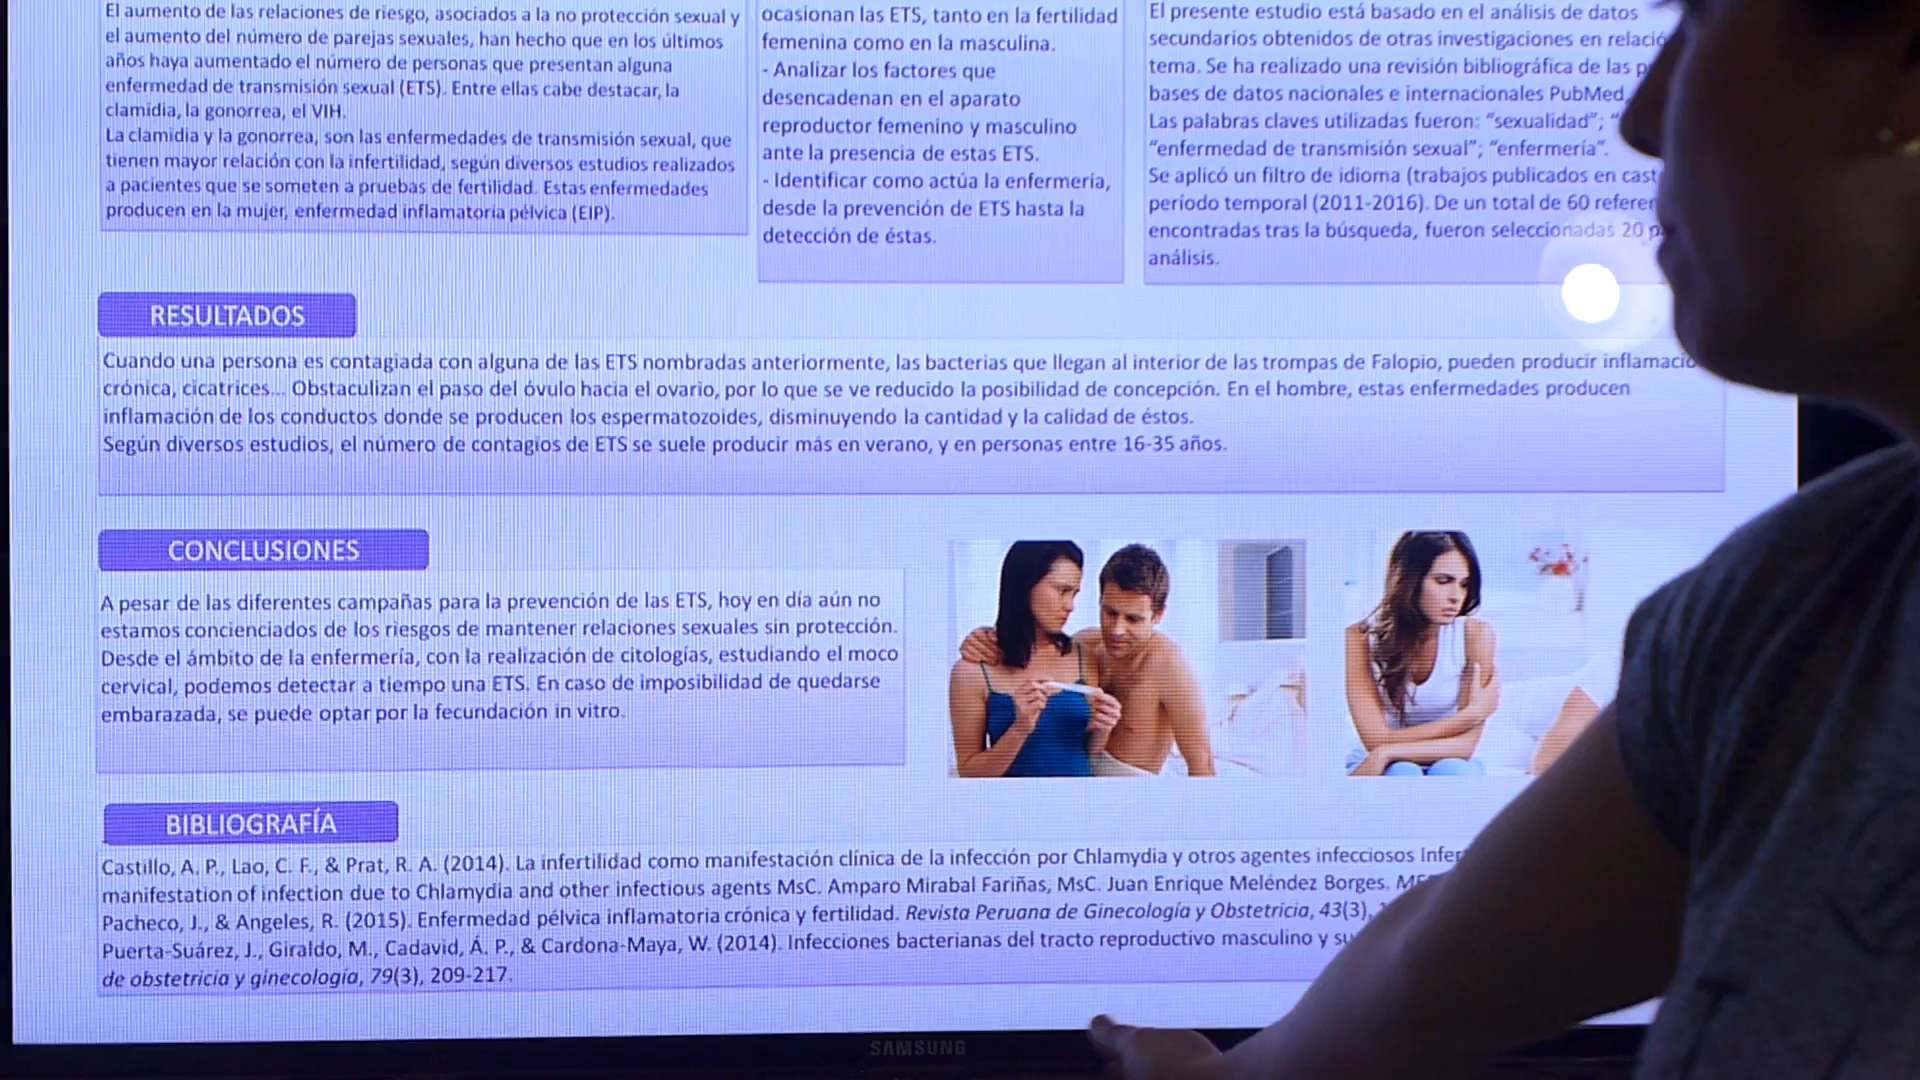 El aumento de las relaciones de riesgo, asociados a la no protección sexual y
el aumento del número de parejas sexuales, han hecho que en los últimos
años haya aumentado el número de personas que presentan alguna
enfermedad de transmisión sexual (ETS). Entre ellas cabe destacar, la
clamidia, la gonorrea, el VIH.
La clamidia y la gonorrea, son las enfermedades de transmisión sexual, que
tienen mayor relación con la infertilidad, según diversos estudios realizados
a pacientes que se someten a pruebas de fertilidad. Estas enfermedades
producen en la mujer, enfermedad inflamatoria pélvica (EIP).
ocasionan las ETS, tanto en la fertilidad
femenina como en la masculina.
- Analizar los factores que
desencadenan en el aparato
reproductor femenino y masculino
ante la presencia de estas ETS.
- Identificar como actúa la enfermería,
desde la prevención de ETS hasta la
detección de éstas.
El presente estudio está basado en el análisis de datos
secundarios obtenidos de otras investigaciones en
tema. Se ha realizado una revisión bibliográfica de las
bases de datos nacionales e internacionales PubMed
Las palabras claves utilizadas fueron: "sexualidad"; "
"enfermedad de transmisión sexual"; "enfermería".
Se aplicó un filtro de idioma (trabajos publicados en
período temporal (2011-2016). De un total de 60
encontradas tras la búsqueda, fueron seleccionadas 20
análisis.
RESULTADOS
Cuando una persona es contagiada con alguna de las ETS nombradas anteriormente, las bacterias que llegan al interior de las trompas de Falopio, pueden producir
crónica, cicatrices... Obstaculizan el paso del óvulo hacia el ovario, por lo que se ve reducido la posibilidad de concepción. En el hombre, estas enfermedades producen
inflamación de los conductos donde se producen los espermatozoides, disminuyendo la cantidad y la calidad de éstos.
Según diversos estudios, el número de contagios de ETS se suele producir más en verano, y en personas entre 16-35 años.
CONCLUSIONES
A pesar de las diferentes campañas para la prevención de las ETS, hoy en día aún no
estamos concienciados de los riesgos de mantener relaciones sexuales sin protección.
Desde el ámbito de la enfermería, con la realización de citologías, estudiando el moco
cervical, podemos detectar a tiempo una ETS. En caso de imposibilidad de quedarse
embarazada, se puede optar por la fecundación in vitro.
BIBLIOGRAFÍA
Castillo, A. P., Lao, C. F., & Prat, R. A. (2014). La infertilidad como manifestación clínica de la infección por Chlamydia y otros agentes infecciosos
manifestation of infection due to Chlamydia and other infectious agents MsC. Amparo Mirabal Fariñas, MsC. Juan Enrique Meléndez Borges.
Pacheco, J., & Angeles, R. (2015). Enfermedad pélvica inflamatoria crónica y fertilidad. Revista Peruana de Ginecología y Obstetricia, 43(3),
Puerta-Suárez, J., Giraldo, M., Cadavid, Á. P., & Cardona-Maya, W. (2014). Infecciones bacterianas del tracto reproductivo masculino y
de obstetricia y ginecología, 79(3), 209-217.
SAMSUNG